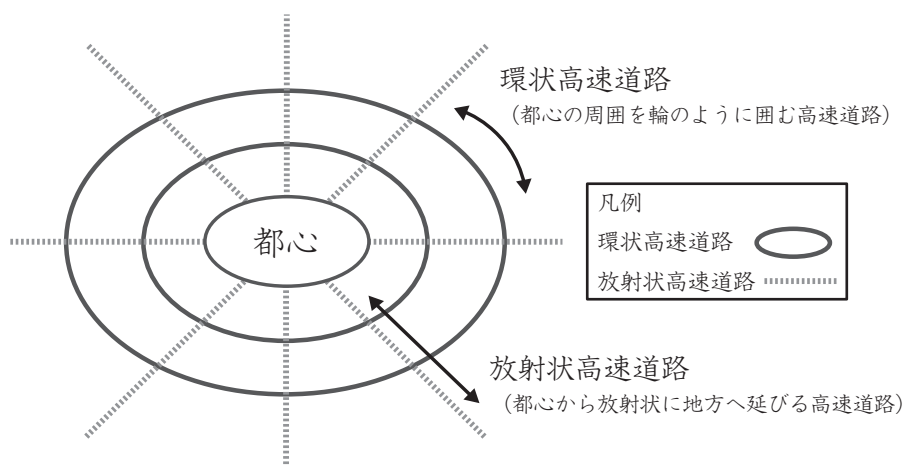 環状高速道路
（都心の周囲を輪のように囲む高速道路）
凡例
環状高速道路
放射状高速道路
都心
放射状高速道路
（都心から放射状に地方へ延びる高速道路）